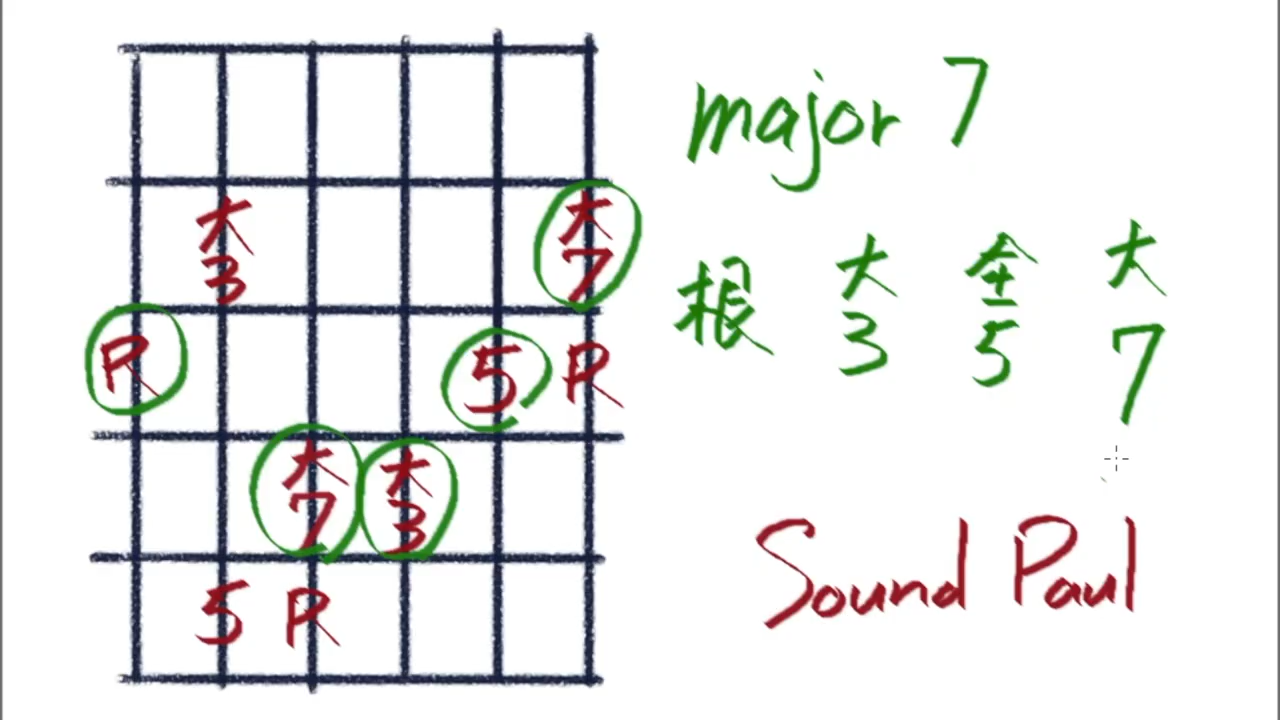 major 7
根 大3 全5 大7
大3 大7
R 5 R
大7 大3
5 R
Sound Paul